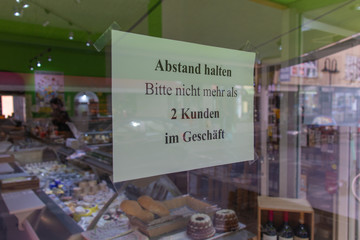 Abstand halten
Bitte nicht mehr als
2 Kunden
im Geschäft